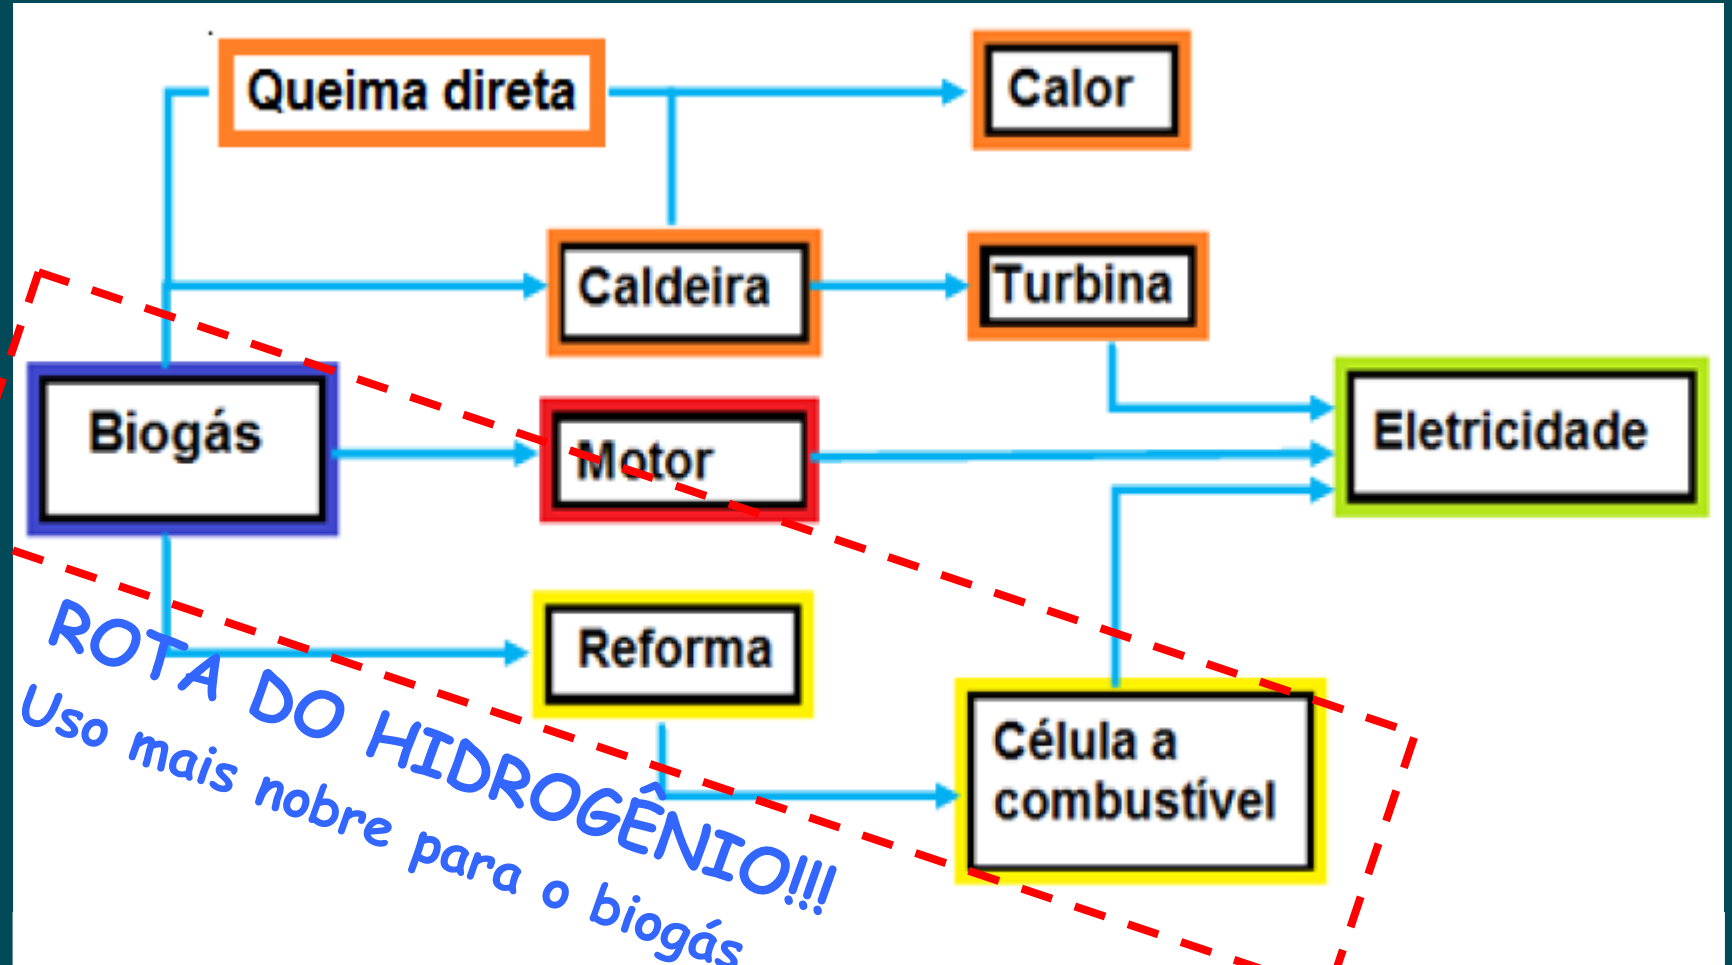 Queima direta
Calor
Caldeira
Turbina
Biogás
Motor
Eletricidade
Reforma
Célula a
combustível
ROTA DO HIDROGÊNIO!!!
Uso mais nobre para o biogás